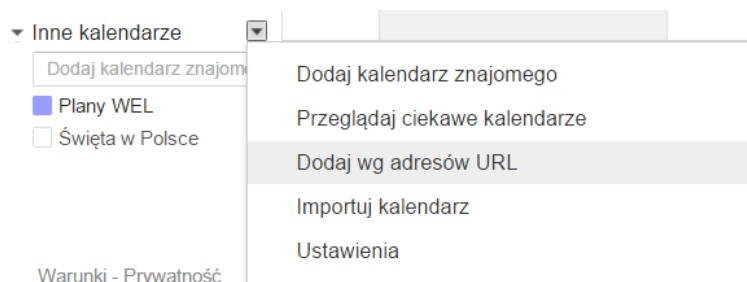 Inne kalendarze
Dodaj kalendarz znajom
Plany WEL
Święta w Polsce
Warunki - Prywatność
Dodaj kalendarz znajomego
Przeglądaj ciekawe kalendarze
Dodaj wg adresów URL
Importuj kalendarz
Ustawienia